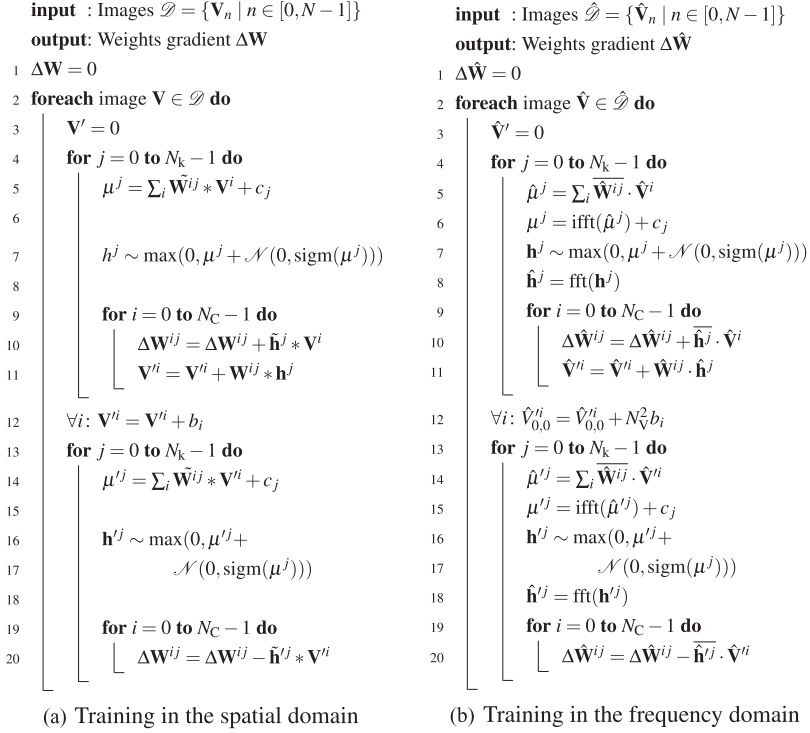 input : Images 𝒟 = {V_n | n ∈ [0, N − 1]}
output: Weights gradient ΔW
1 ΔW = 0
2 foreach image V ∈ 𝒟 do
3 V′ = 0
4 for j = 0 to N_k − 1 do
5 μ^j = ∑_i W̃^{ij} ∗ V^i + c_j
6
7 h^j ∼ max(0, μ^j + 𝒩(0, sigm(μ^j)))
8
9 for i = 0 to N_C − 1 do
10 ΔW^{ij} = ΔW^{ij} + h̃^j ∗ V^i
11 V′^i = V′^i + W^{ij} ∗ h^j
12 ∀i: V′^i = V′^i + b_i
13 for j = 0 to N_k − 1 do
14 μ′^j = ∑_i W̃^{ij} ∗ V′^i + c_j
15
16 h′^j ∼ max(0, μ′^j +
17 𝒩(0, sigm(μ^j)))
18
19 for i = 0 to N_C − 1 do
20 ΔW^{ij} = ΔW^{ij} − h̃′^j ∗ V′^i
(a) Training in the spatial domain
input : Images 𝒟̂ = {V̂_n | n ∈ [0, N − 1]}
output: Weights gradient ΔŴ
1 ΔŴ = 0
2 foreach image V̂ ∈ 𝒟̂ do
3 V̂′ = 0
4 for j = 0 to N_k − 1 do
5 μ̂^j = ∑_i \overline{Ŵ^{ij}} · V̂^i
6 μ^j = ifft(μ̂^j) + c_j
7 h^j ∼ max(0, μ^j + 𝒩(0, sigm(μ^j)))
8 ĥ^j = fft(h^j)
9 for i = 0 to N_C − 1 do
10 ΔŴ^{ij} = ΔŴ^{ij} + \overline{ĥ^j} · V̂^i
11 V̂′^i = V̂′^i + Ŵ^{ij} · ĥ^j
12 ∀i: V̂′^i_{0,0} = V̂′^i_{0,0} + N_V^2 b_i
13 for j = 0 to N_k − 1 do
14 μ̂′^j = ∑_i \overline{Ŵ^{ij}} · V̂′^i
15 μ′^j = ifft(μ̂′^j) + c_j
16 h′^j ∼ max(0, μ′^j +
17 𝒩(0, sigm(μ^j)))
18 ĥ′^j = fft(h′^j)
19 for i = 0 to N_C − 1 do
20 ΔŴ^{ij} = ΔŴ^{ij} − \overline{ĥ′^j} · V̂′^i
(b) Training in the frequency domain